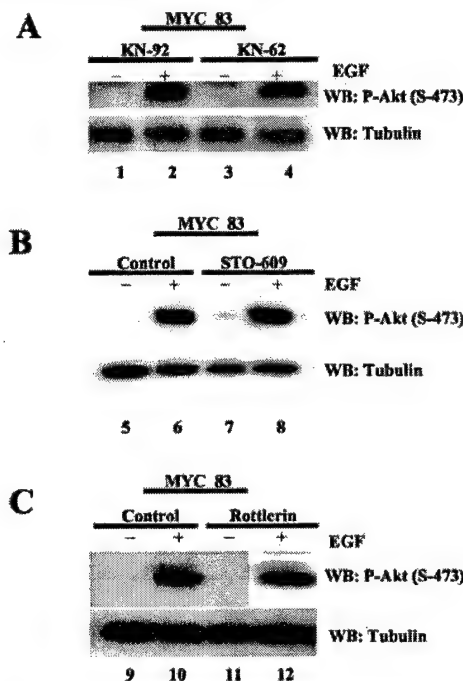 A
MYC 83
KN-92 KN-62
− + − + EGF
WB: P-Akt (S-473)
WB: Tubulin
1 2 3 4
B
MYC 83
Control STO-609
− + − + EGF
WB: P-Akt (S-473)
WB: Tubulin
5 6 7 8
C
MYC 83
Control Rottlerin
− + − + EGF
WB: P-Akt (S-473)
WB: Tubulin
9 10 11 12